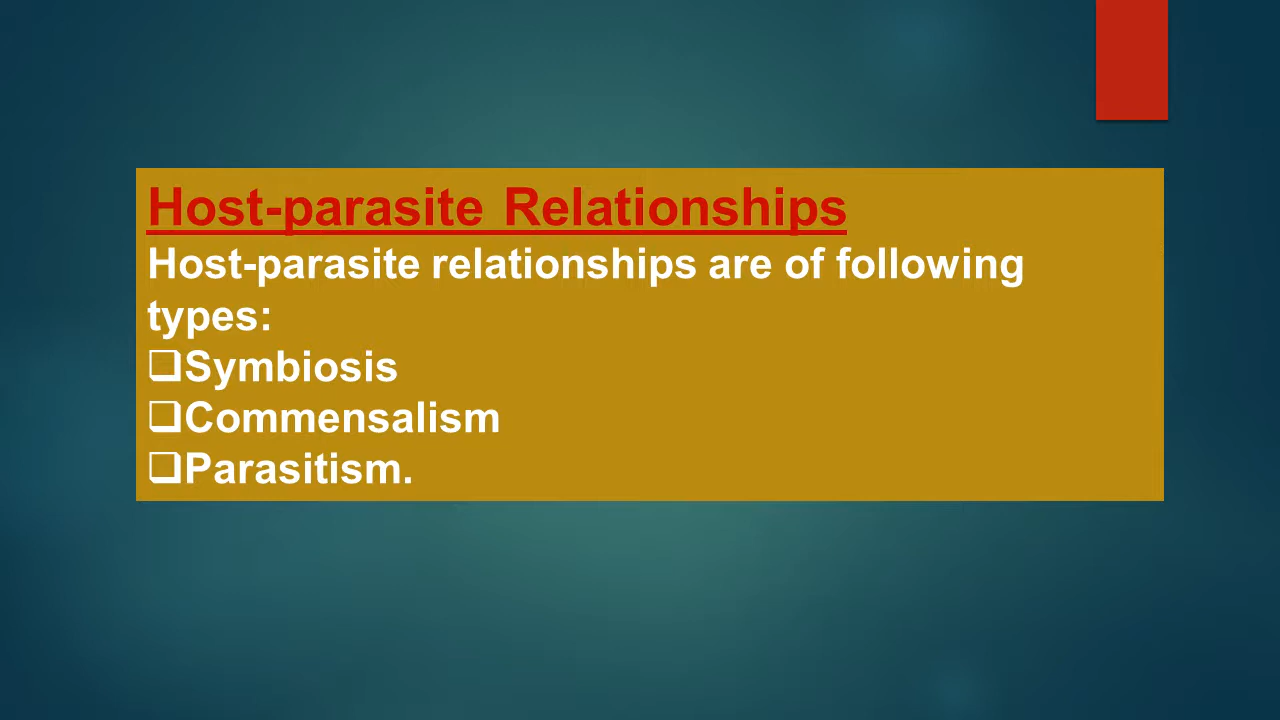 Host-parasite Relationships
Host-parasite relationships are of following
types:
❑Symbiosis
❑Commensalism
❑Parasitism.